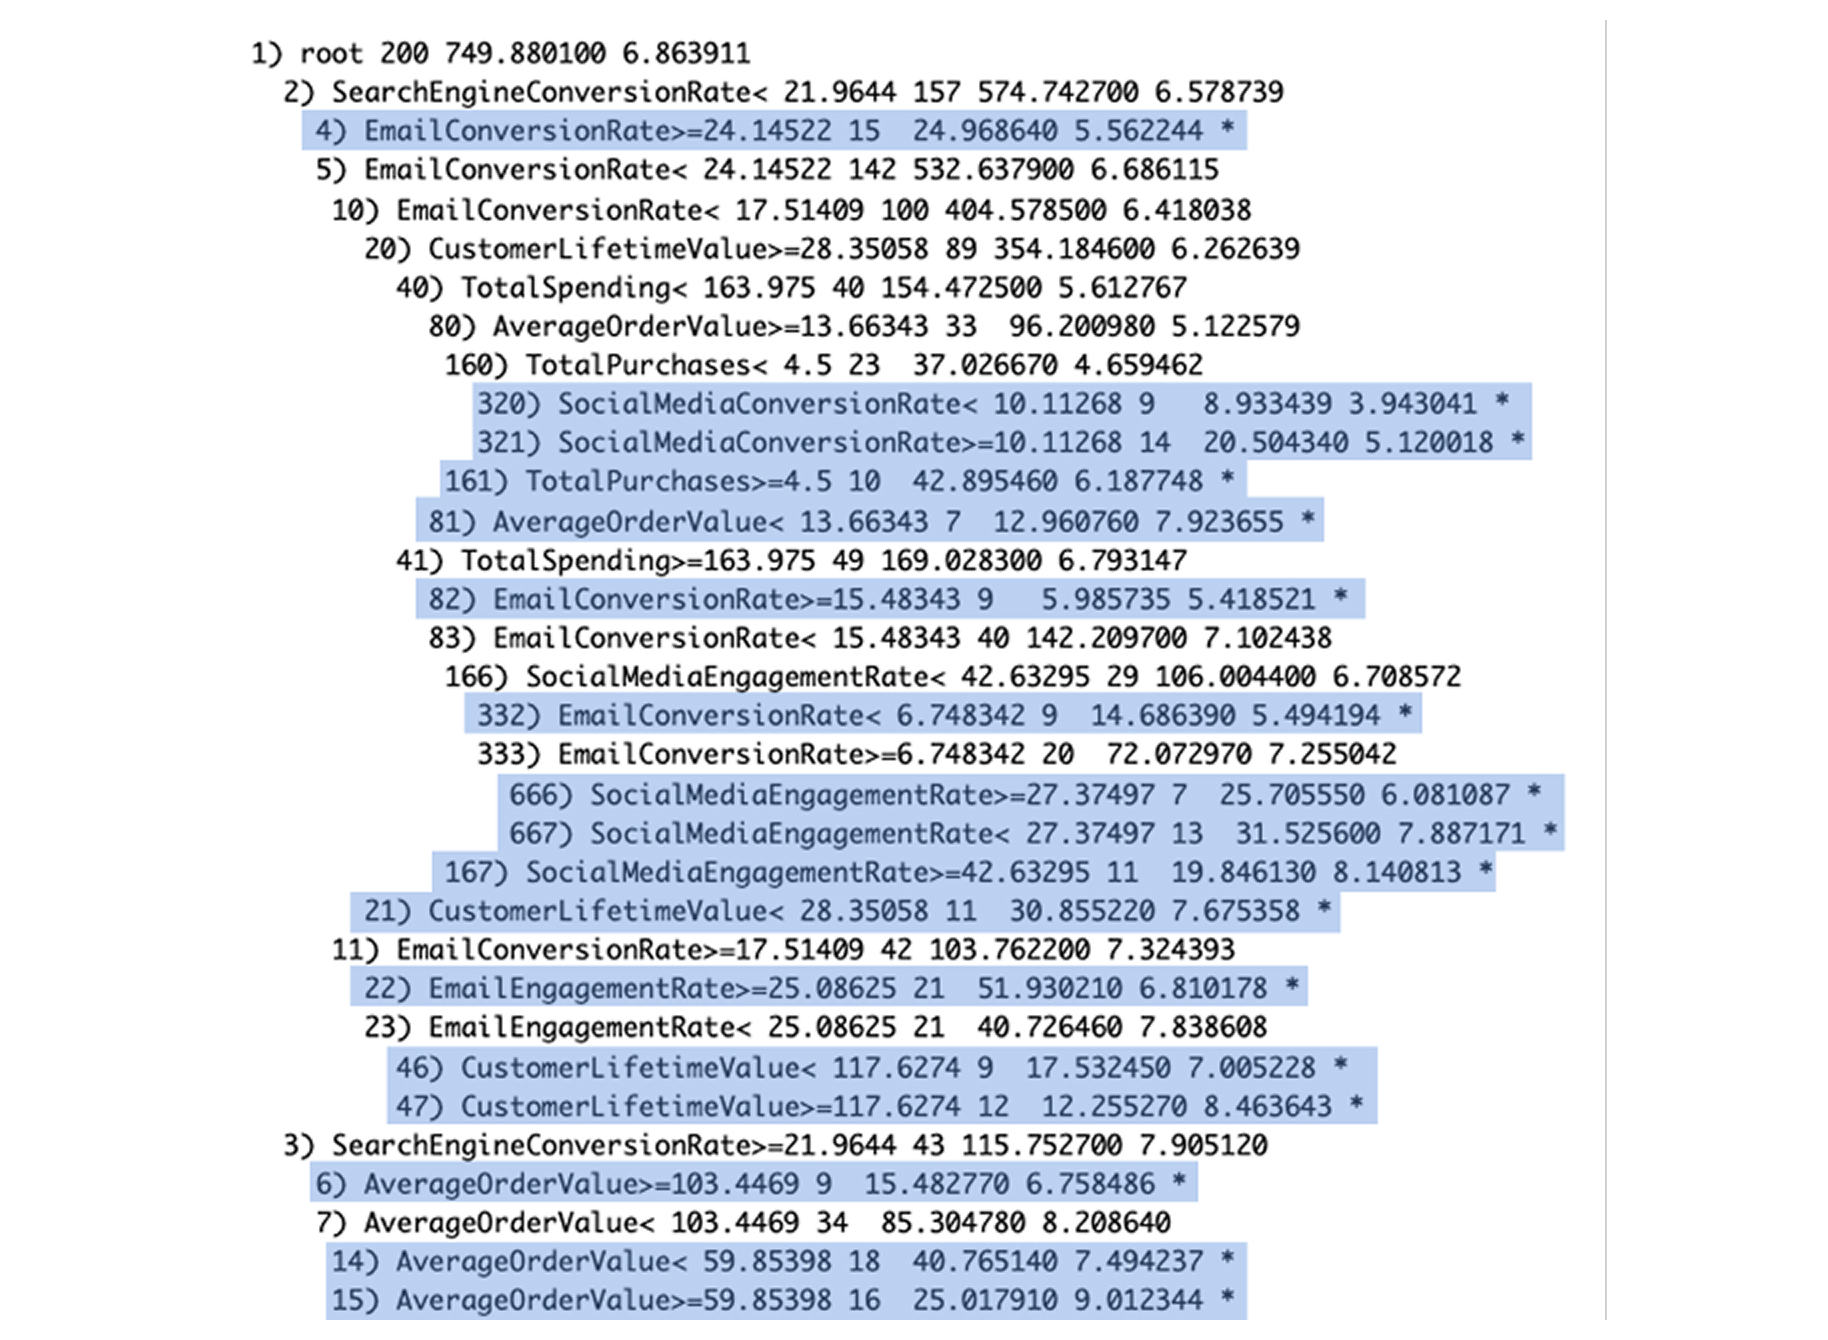 1) root 200 749.880100 6.863911
2) SearchEngineConversionRate< 21.9644 157 574.742700 6.578739
4) EmailConversionRate>=24.14522 15 24.968640 5.562244 *
5) EmailConversionRate< 24.14522 142 532.637900 6.686115
10) EmailConversionRate< 17.51409 100 404.578500 6.418038
20) CustomerLifetimeValue>=28.35058 89 354.184600 6.262639
40) TotalSpending< 163.975 40 154.472500 5.612767
80) AverageOrderValue>=13.66343 33 96.200980 5.122579
160) TotalPurchases< 4.5 23 37.026670 4.659462
320) SocialMediaConversionRate< 10.11268 9 8.933439 3.943041 *
321) SocialMediaConversionRate>=10.11268 14 20.504340 5.120018 *
161) TotalPurchases>=4.5 10 42.895460 6.187748 *
81) AverageOrderValue< 13.66343 7 12.960760 7.923655 *
41) TotalSpending>=163.975 49 169.028300 6.793147
82) EmailConversionRate>=15.48343 9 5.985735 5.418521 *
83) EmailConversionRate< 15.48343 40 142.209700 7.102438
166) SocialMediaEngagementRate< 42.63295 29 106.004400 6.708572
332) EmailConversionRate< 6.748342 9 14.686390 5.494194 *
333) EmailConversionRate>=6.748342 20 72.072970 7.255042
666) SocialMediaEngagementRate>=27.37497 7 25.705550 6.081087 *
667) SocialMediaEngagementRate< 27.37497 13 31.525600 7.887171 *
167) SocialMediaEngagementRate>=42.63295 11 19.846130 8.140813 *
21) CustomerLifetimeValue< 28.35058 11 30.855220 7.675358 *
11) EmailConversionRate>=17.51409 42 103.762200 7.324393
22) EmailEngagementRate>=25.08625 21 51.930210 6.810178 *
23) EmailEngagementRate< 25.08625 21 40.726460 7.838608
46) CustomerLifetimeValue< 117.6274 9 17.532450 7.005228 *
47) CustomerLifetimeValue>=117.6274 12 12.255270 8.463643 *
3) SearchEngineConversionRate>=21.9644 43 115.752700 7.905120
6) AverageOrderValue>=103.4469 9 15.482770 6.758486 *
7) AverageOrderValue< 103.4469 34 85.304780 8.208640
14) AverageOrderValue< 59.85398 18 40.765140 7.494237 *
15) AverageOrderValue>=59.85398 16 25.017910 9.012344 *